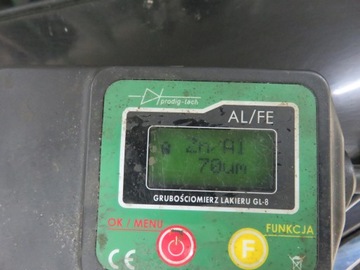 prodig-tech
AL/FE
Zn/Al
70um
GRUBOŚCIOMIERZ LAKIERU GL-8
OK / MENU
FUNKCJA
F
CE